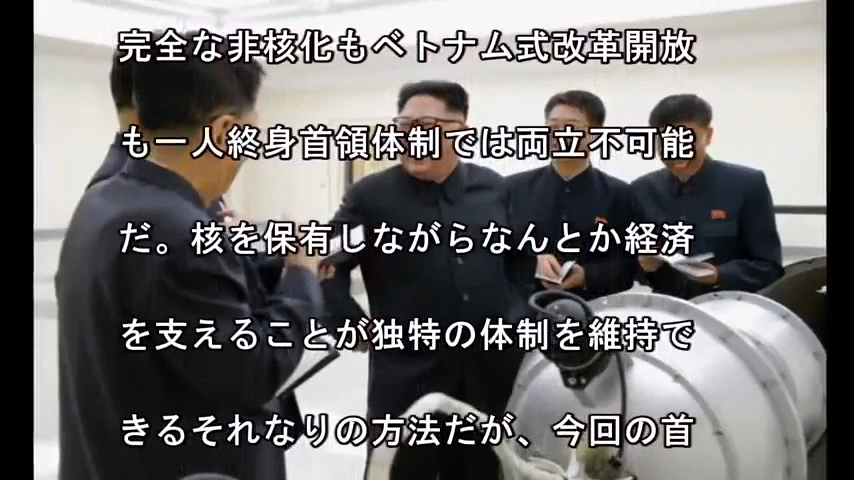 完全な非核化もベトナム式改革開放
も一人終身首領体制では両立不可能
だ。核を保有しながらなんとか経済
を支えることが独特の体制を維持で
きるそれなりの方法だが、今回の首